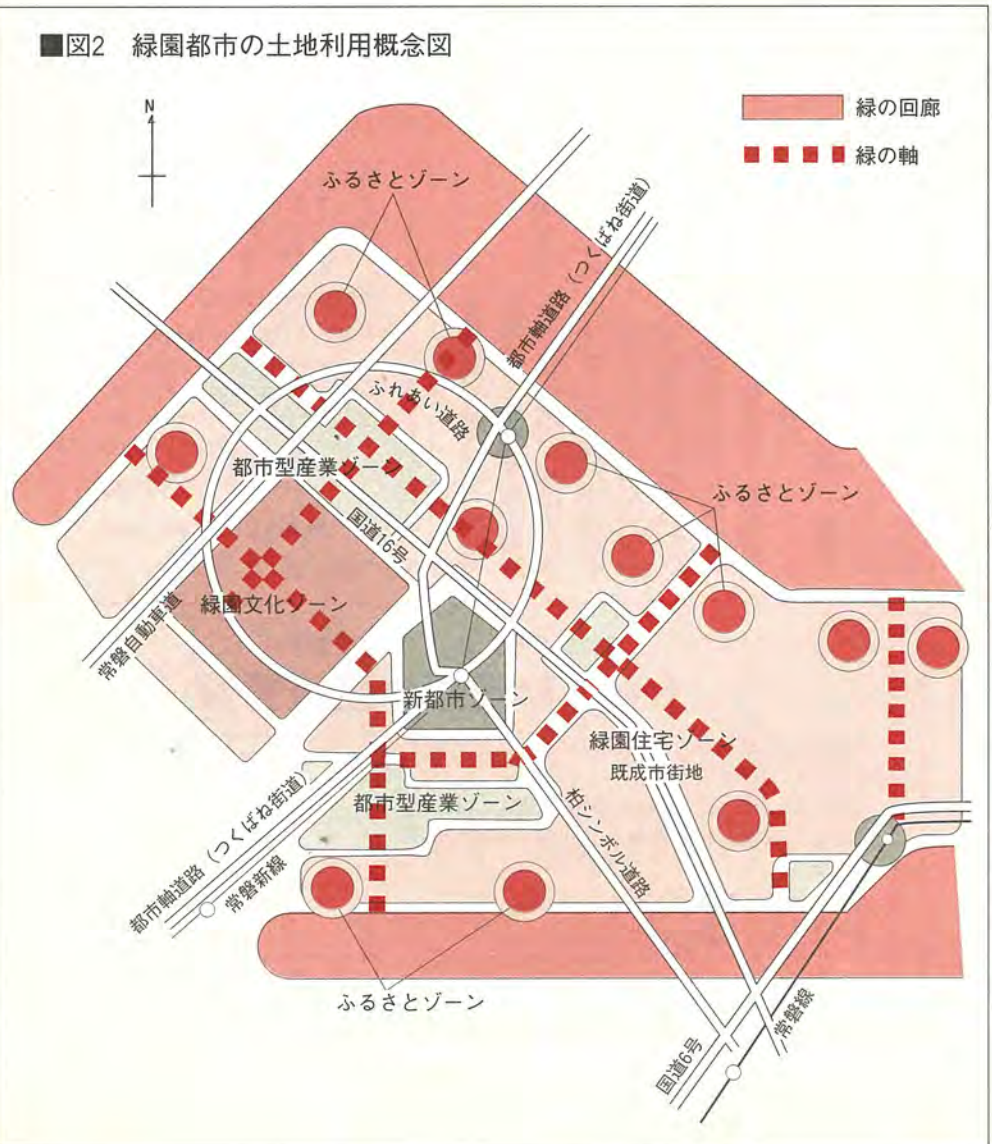 ■図2 緑園都市の土地利用概念図
N
緑の回廊
緑の軸
ふるさとゾーン
都市軸道路(つくばね街道)
ふれあい道路
都市型産業ゾーン
ふるさとゾーン
国道16号
緑園文化ゾーン
常磐自動車道
新都市ゾーン
緑園住宅ゾーン
既成市街地
都市型産業ゾーン
柏シンボル道路
都市軸道路(つくばね街道)
常磐新線
ふるさとゾーン
国道6号
常磐線